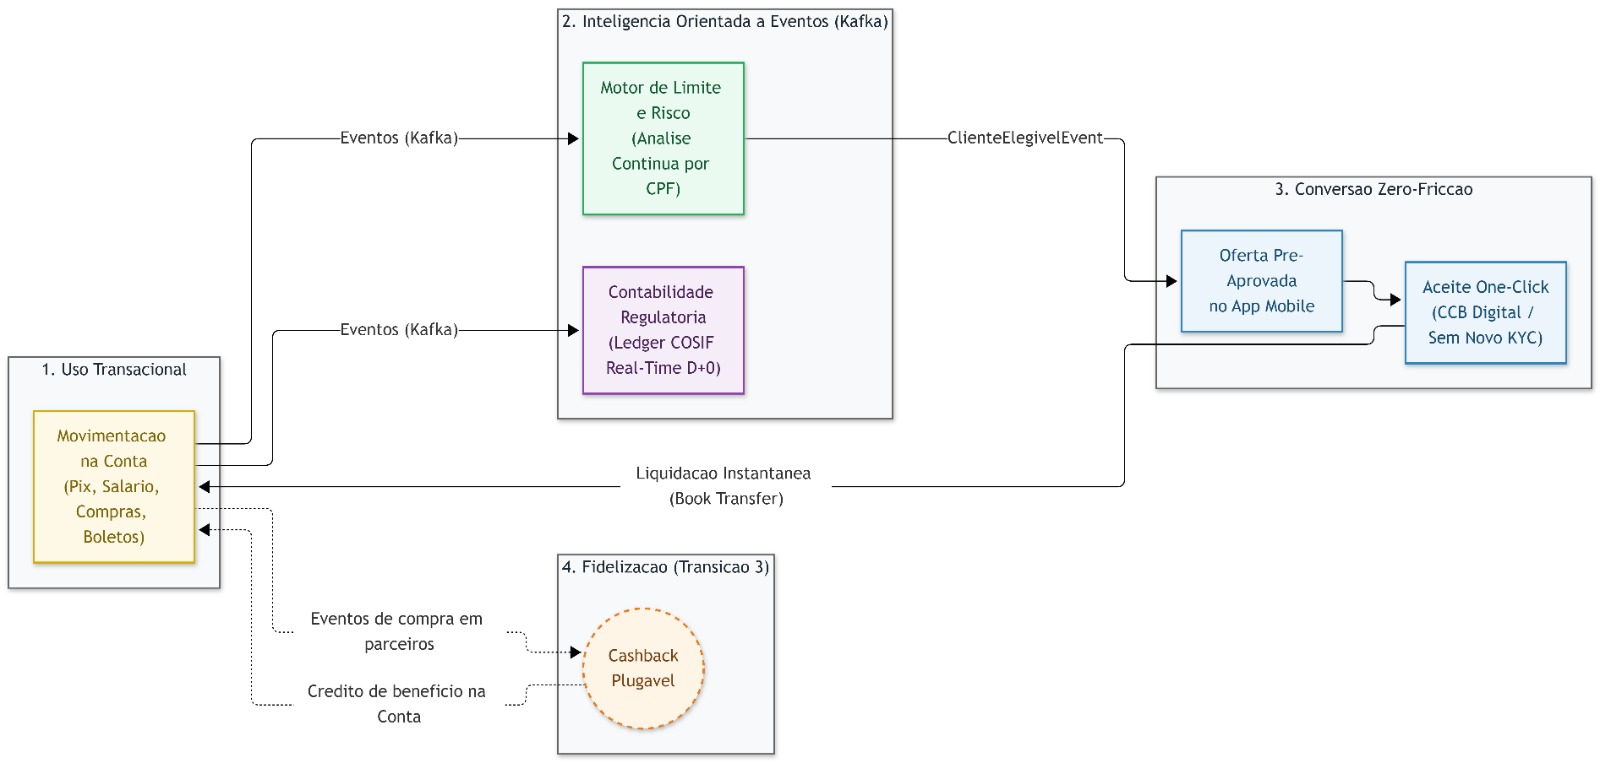 2. Inteligencia Orientada a Eventos (Kafka)
Motor de Limite
e Risco
(Analise
Continua por
CPF)
Eventos (Kafka)
ClienteElegivelEvent
3. Conversao Zero-Friccao
Oferta Pre-
Aprovada
no App Mobile
Aceite One-Click
(CCB Digital /
Sem Novo KYC)
Contabilidade
Regulatoria
(Ledger COSIF
Real-Time D+0)
Eventos (Kafka)
1. Uso Transacional
Movimentacao
na Conta
(Pix, Salario,
Compras,
Boletos)
Liquidacao Instantanea
(Book Transfer)
4. Fidelizacao (Transicao 3)
Eventos de compra em
parceiros
Cashback
Plugavel
Credito de beneficio na
Conta